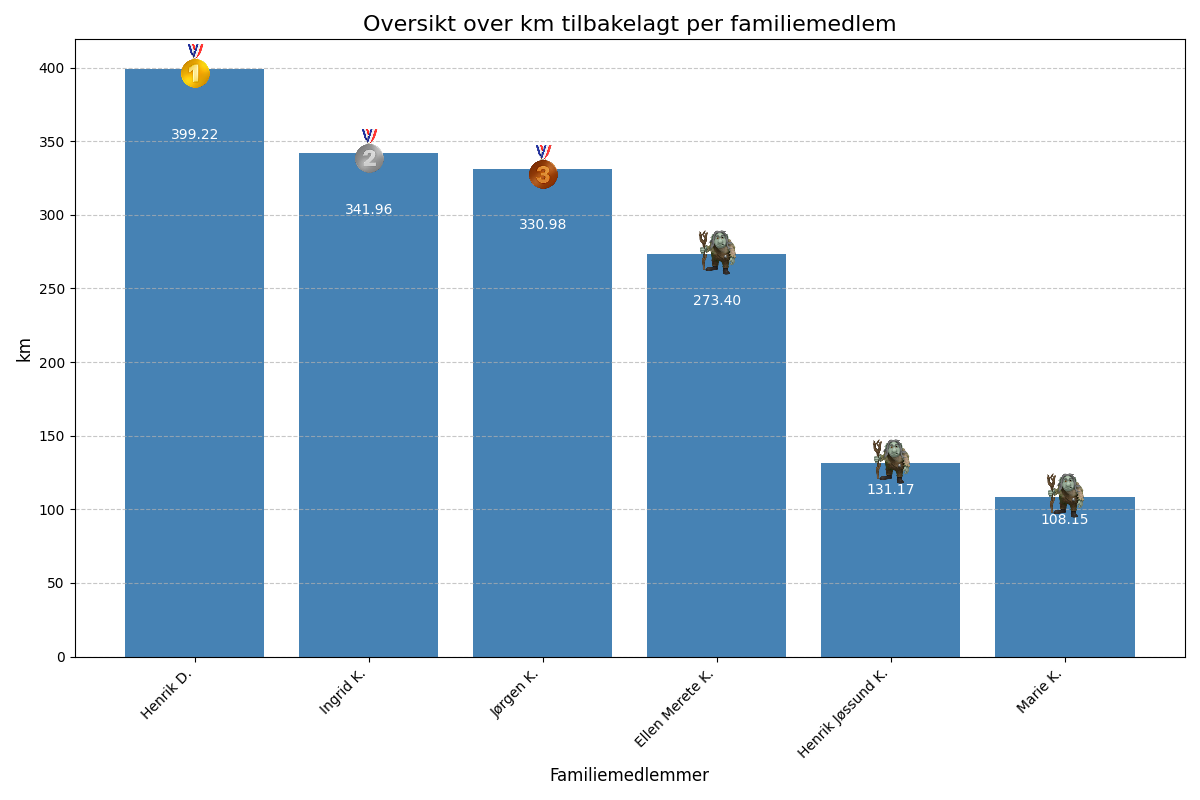 Oversikt over km tilbakelagt per familiemedlem
km
400
350
300
250
200
150
100
50
0
1
2
3
399.22
341.96
330.98
273.40
131.17
108.15
Henrik D.
Ingrid K.
Jørgen K.
Ellen Merete K.
Henrik Jøssund K.
Marie K.
Familiemedlemmer